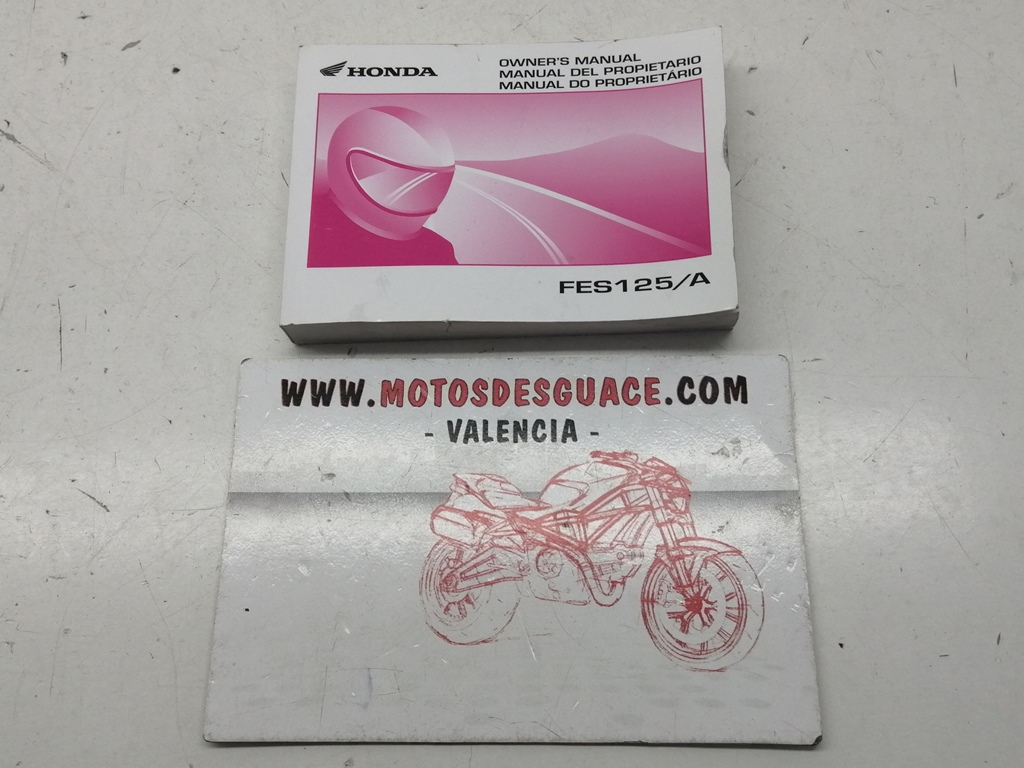 HONDA
OWNER'S MANUAL
MANUAL DEL PROPIETARIO
MANUAL DO PROPRIETÁRIO
FES125/A
WWW.MOTOSDESGUACE.COM
- VALENCIA -